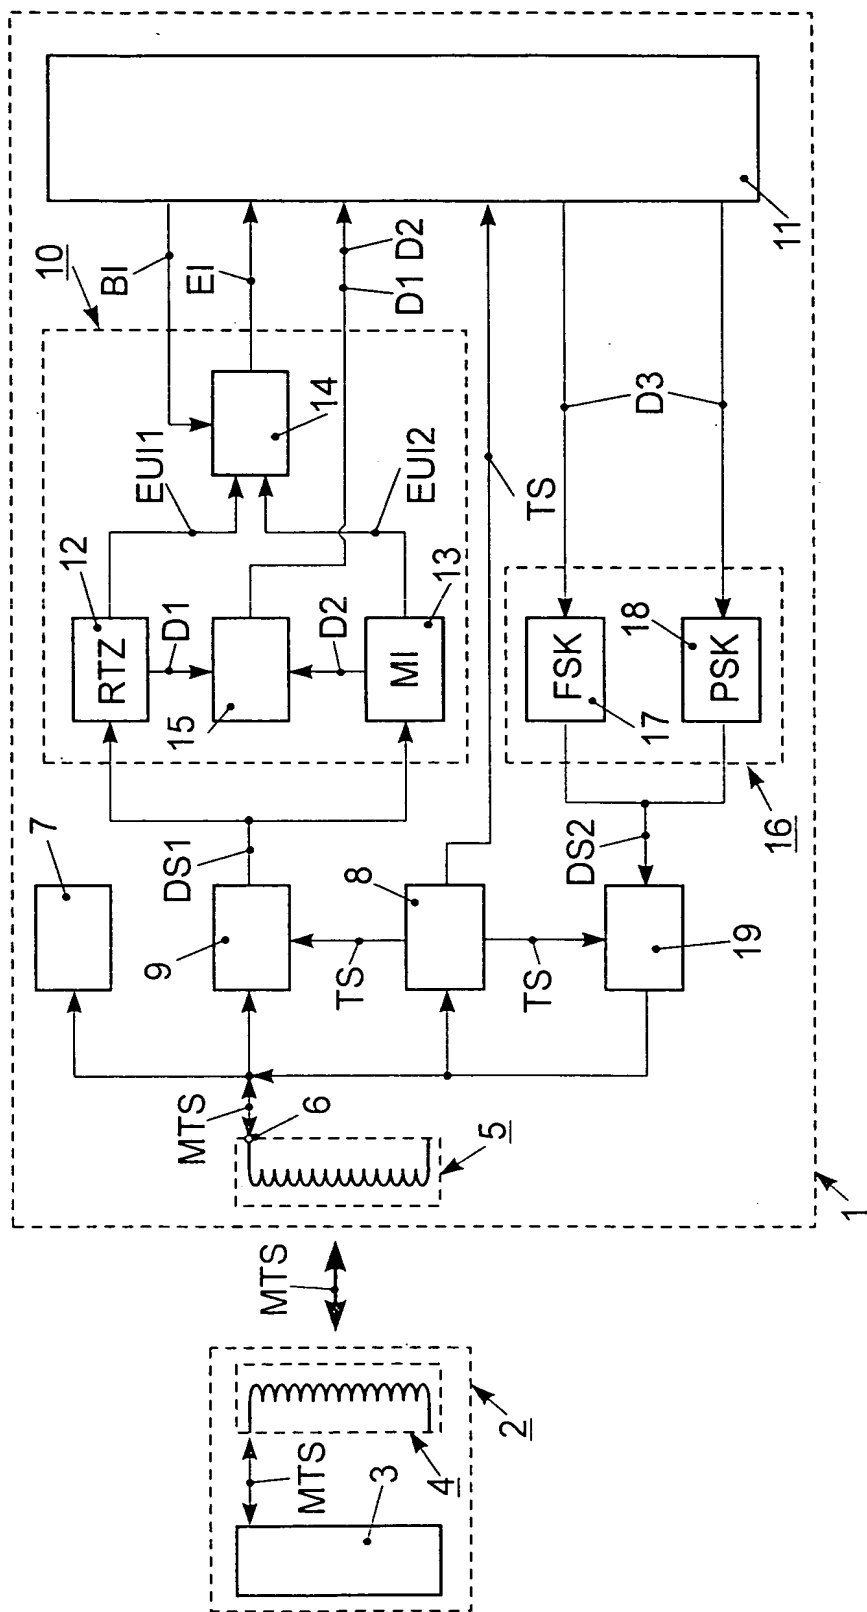 10
BI
EI
D1 D2
11
EUI1
14
EUI2
TS
D3
12
RTZ
D1
15
D2
MI
13
FSK
17
18
PSK
16
7
DS1
9
TS
8
TS
DS2
19
MTS
6
5
1
MTS
MTS
4
3
2